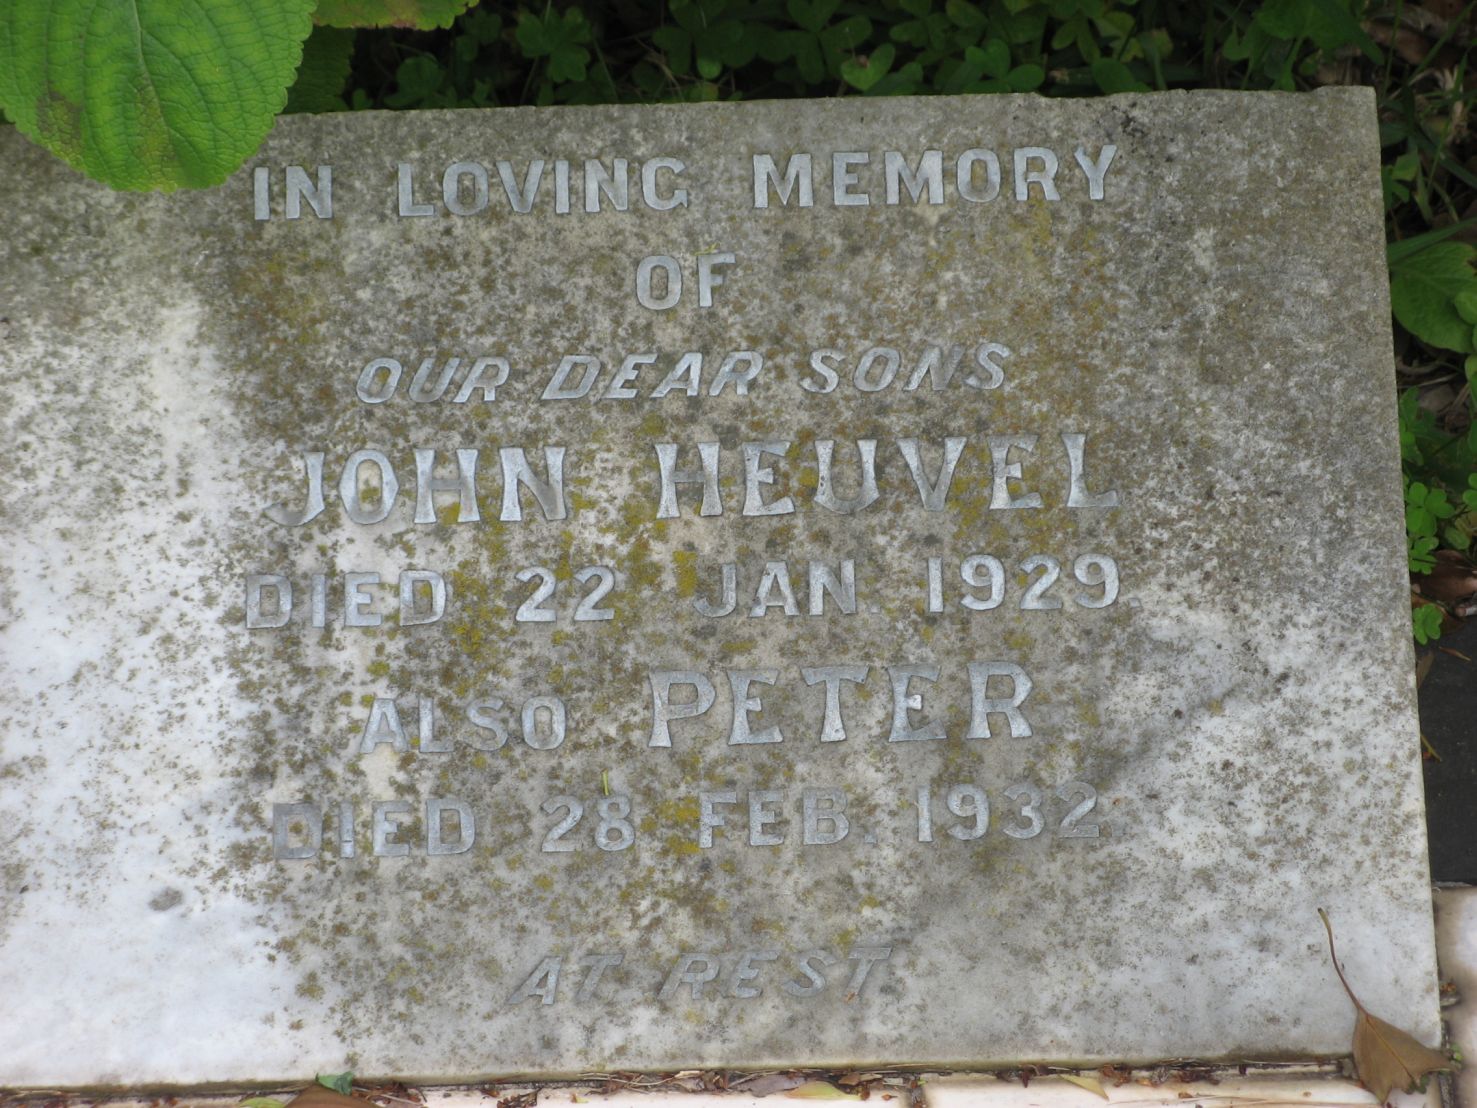 IN LOVING MEMORY
OF
OUR DEAR SONS
JOHN HEUVEL
DIED 22 JAN 1929.
ALSO PETER
DIED 28 FEB. 1932.
AT REST